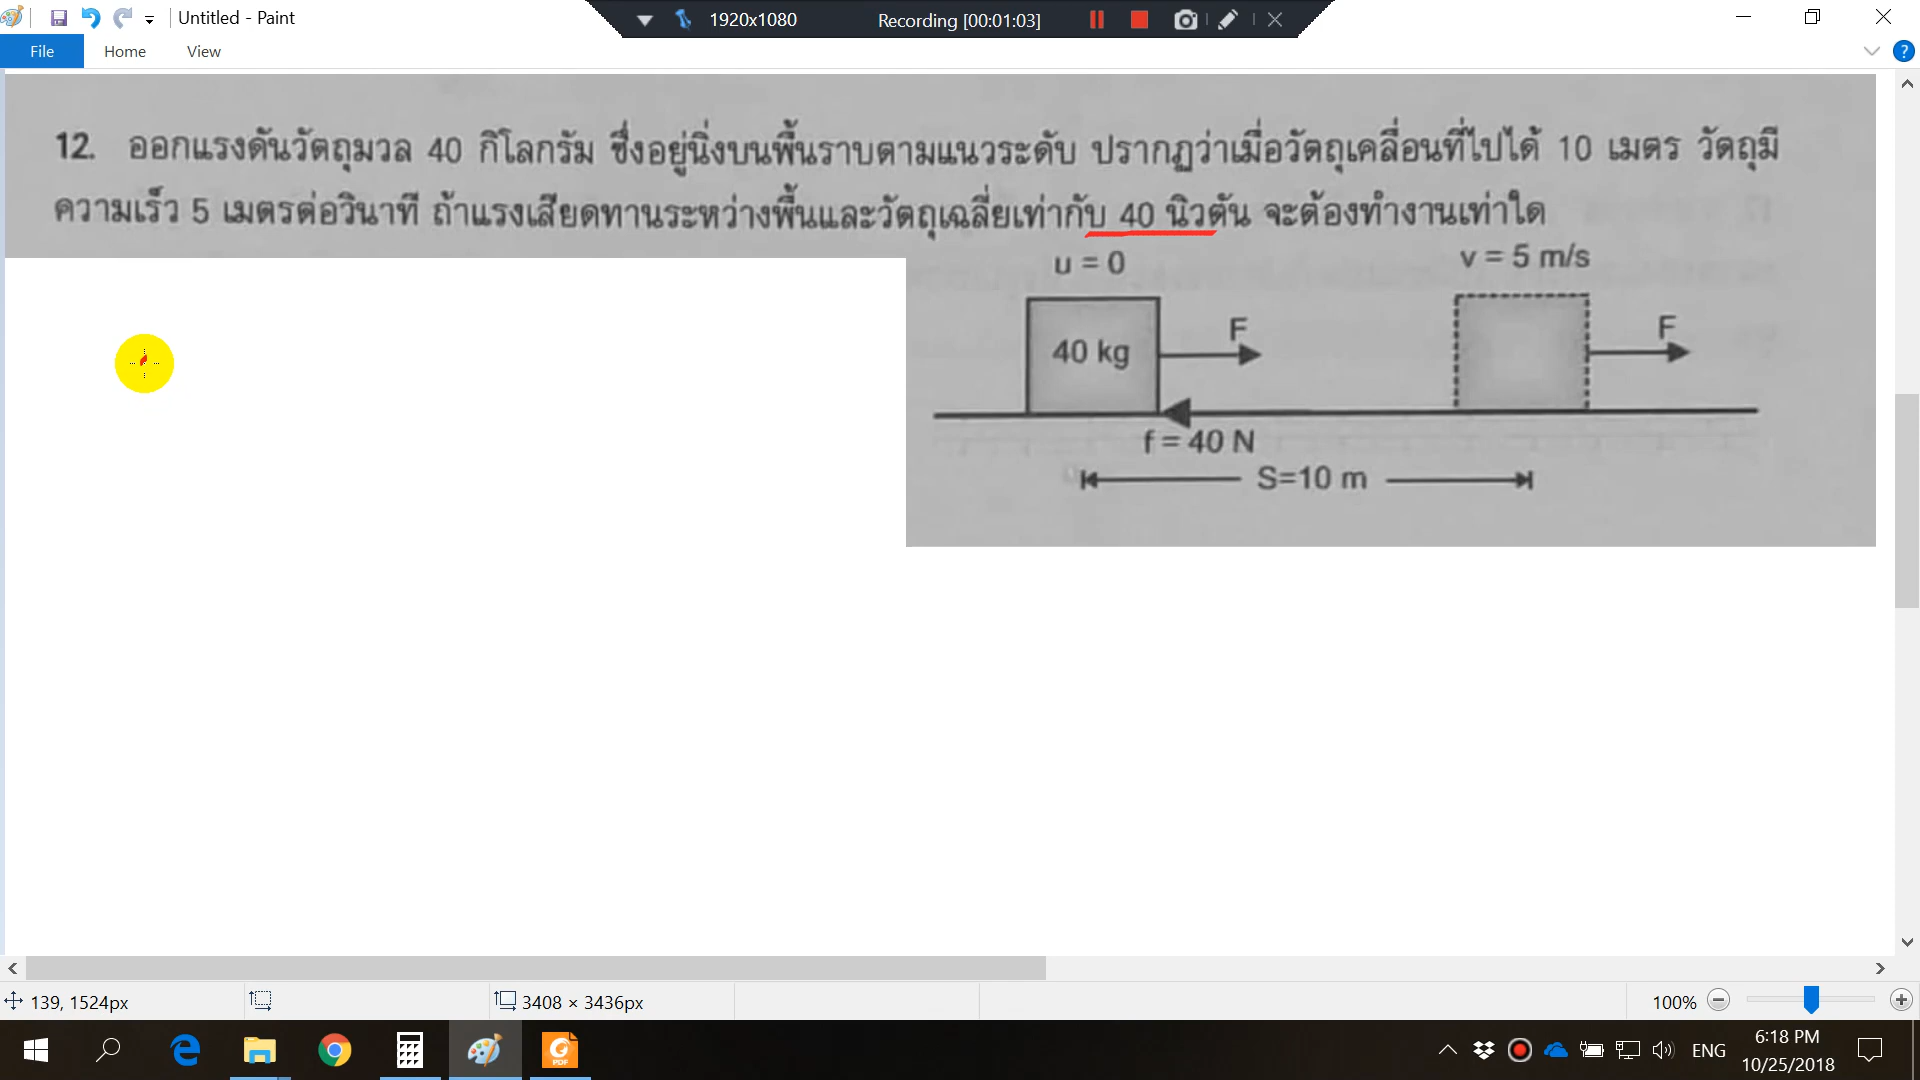 Untitled - Paint
1920x1080
Recording [00:01:03]
File
Home
View
12. ออกแรงดันวัตถุมวล 40 กิโลกรัม ซึ่งอยู่นิ่งบนพื้นราบตามแนวระดับ ปรากฏว่าเมื่อวัตถุเคลื่อนที่ไปได้ 10 เมตร วัตถุมี
ความเร็ว 5 เมตรต่อวินาที ถ้าแรงเสียดทานระหว่างพื้นและวัตถุเฉลี่ยเท่ากับ 40 นิวตัน จะต้องทำงานเท่าใด
u = 0
v = 5 m/s
40 kg
F
F
f = 40 N
S=10 m
139, 1524px
3408 × 3436px
100%
PDF
ENG
6:18 PM
10/25/2018